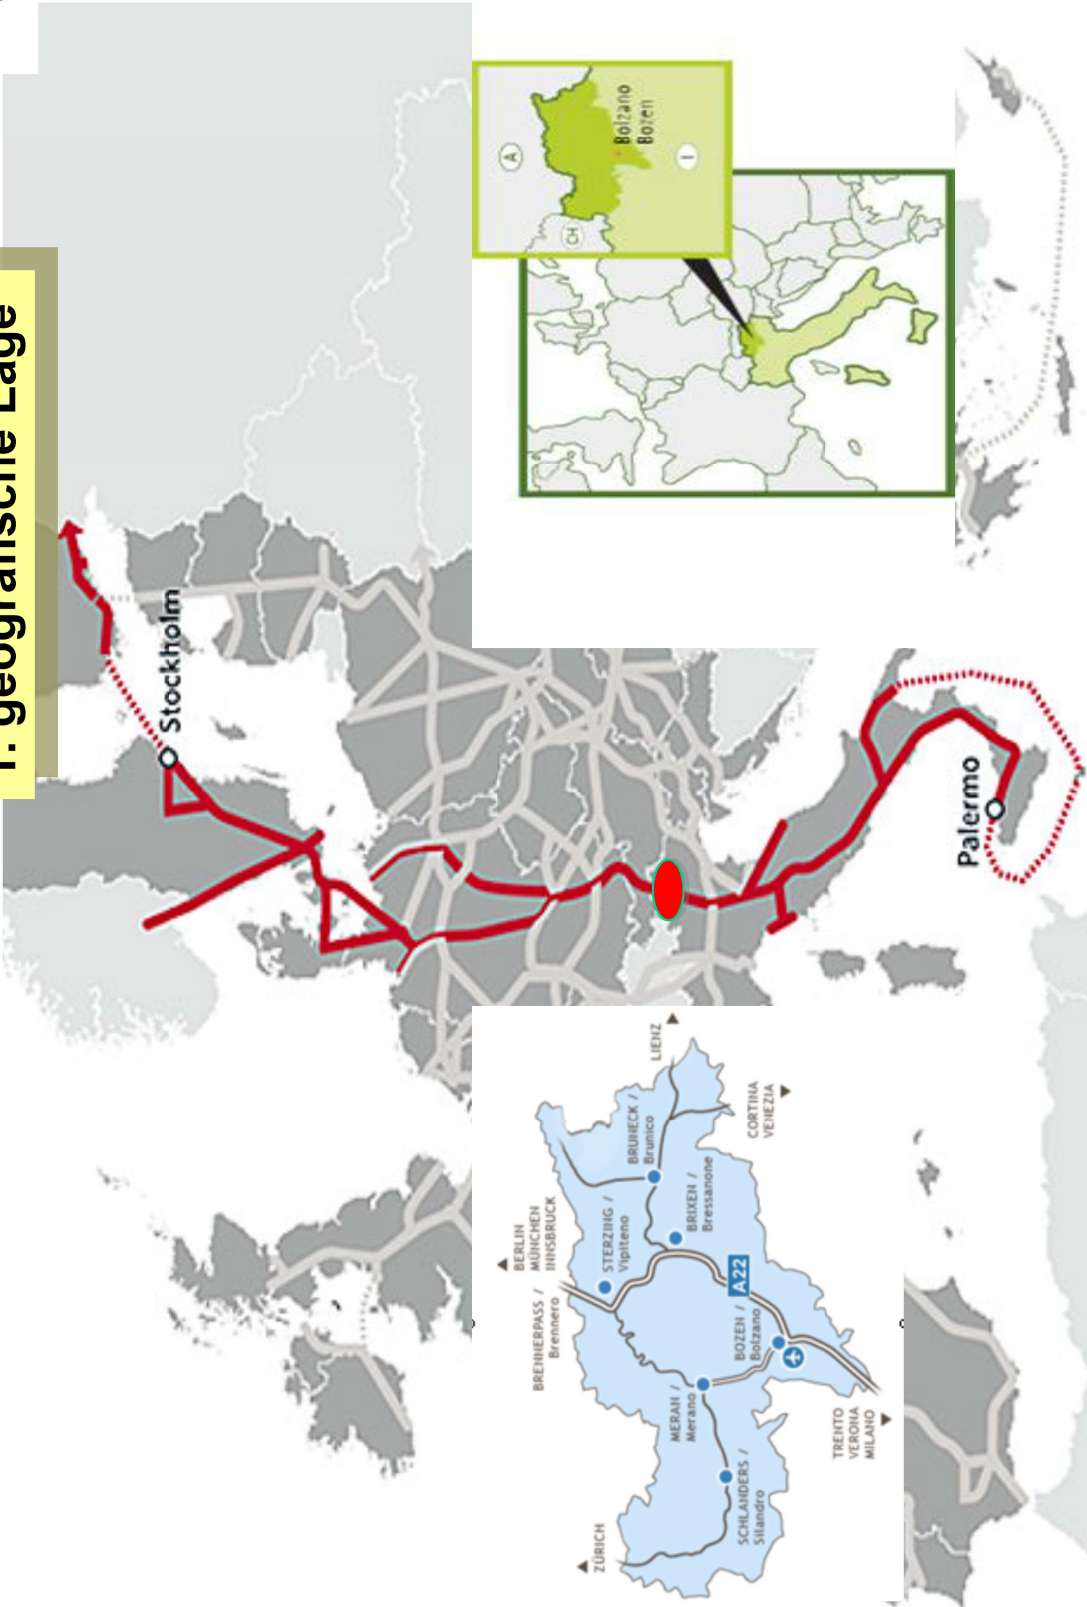 1. geografische Lage
Stockholm
Palermo
A
CH
I
Bolzano
Bozen
BERLIN
MÜNCHEN
INNSBRUCK
BRENNERPASS /
Brennero
STERZING /
Vipiteno
BRUNECK /
Brunico
LIENZ
BRIXEN /
Bressanone
CORTINA
VENEZIA
A22
BOZEN /
Bolzano
MERAN /
Merano
SCHLANDERS /
Silandro
ZÜRICH
TRENTO
VERONA
MILANO